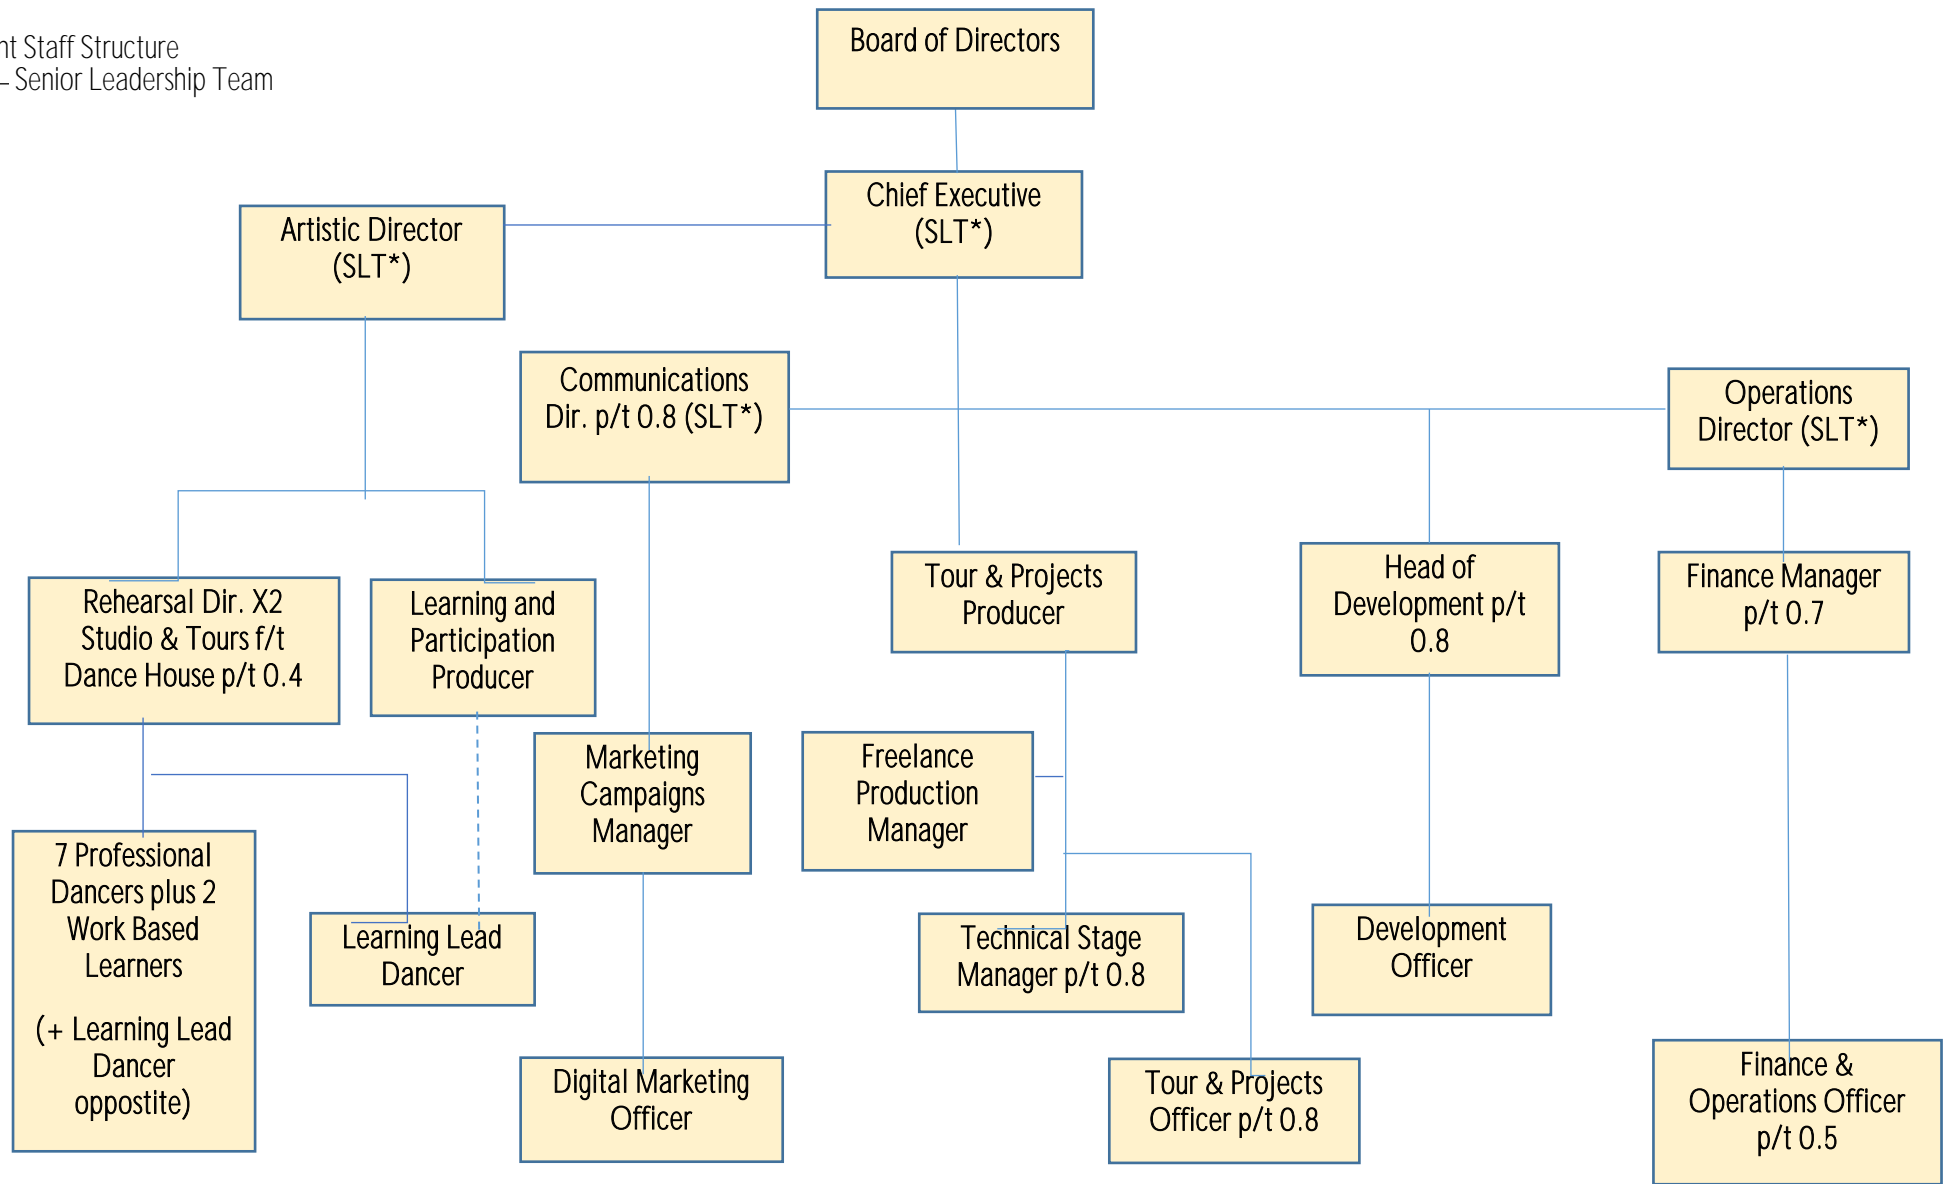 nt Staff Structure
– Senior Leadership Team
Board of Directors
Chief Executive
(SLT*)
Artistic Director
(SLT*)
Communications
Dir. p/t 0.8 (SLT*)
Operations
Director (SLT*)
Rehearsal Dir. X2
Studio & Tours f/t
Dance House p/t 0.4
Learning and
Participation
Producer
Tour & Projects
Producer
Head of
Development p/t
0.8
Finance Manager
p/t 0.7
Marketing
Campaigns
Manager
Freelance
Production
Manager
7 Professional
Dancers plus 2
Work Based
Learners
(+ Learning Lead
Dancer
oppostite)
Learning Lead
Dancer
Technical Stage
Manager p/t 0.8
Development
Officer
Digital Marketing
Officer
Tour & Projects
Officer p/t 0.8
Finance &
Operations Officer
p/t 0.5